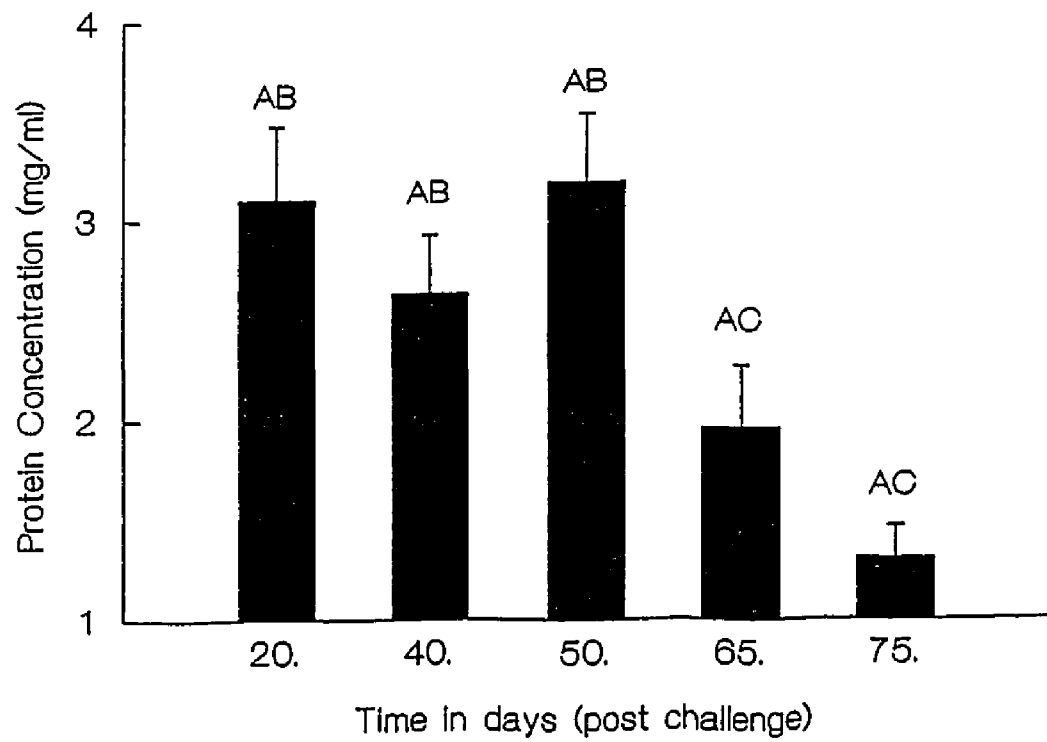 Protein Concentration (mg/ml)
4
3
2
1
AB
AB
AB
AC
AC
20. 40. 50. 65. 75.
Time in days (post challenge)